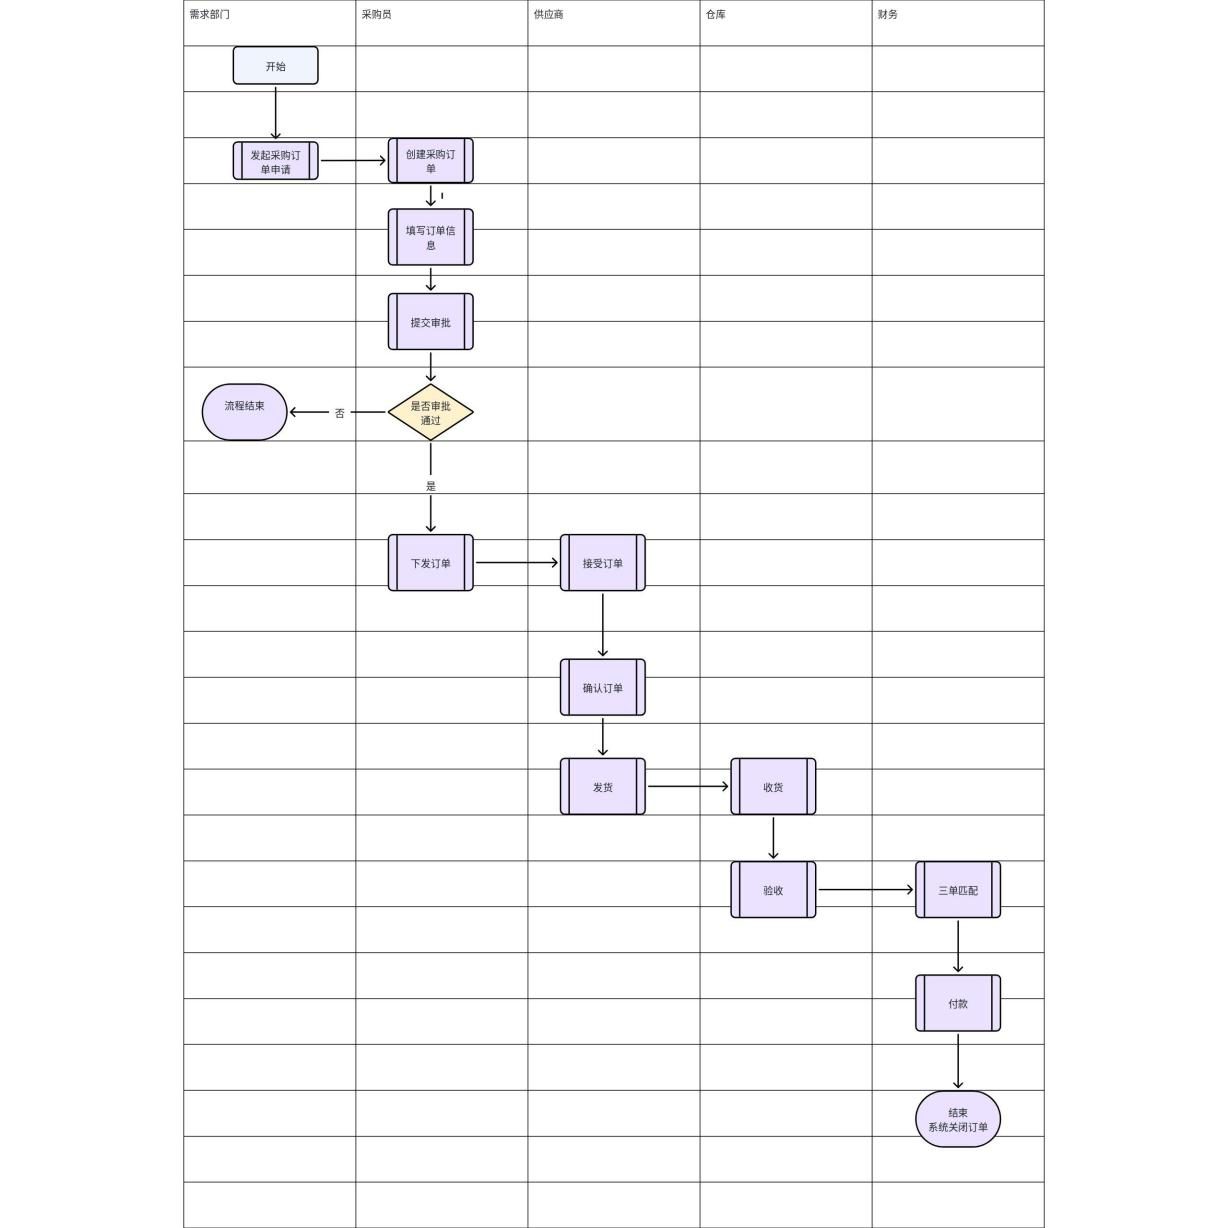 需求部门
采购员
供应商
仓库
财务
开始
发起采购订
单申请
创建采购订
单
填写订单信
息
提交审批
流程结束
否
是否审批
通过
是
下发订单
接受订单
确认订单
发货
收货
验收
三单匹配
付款
结束
系统关闭订单